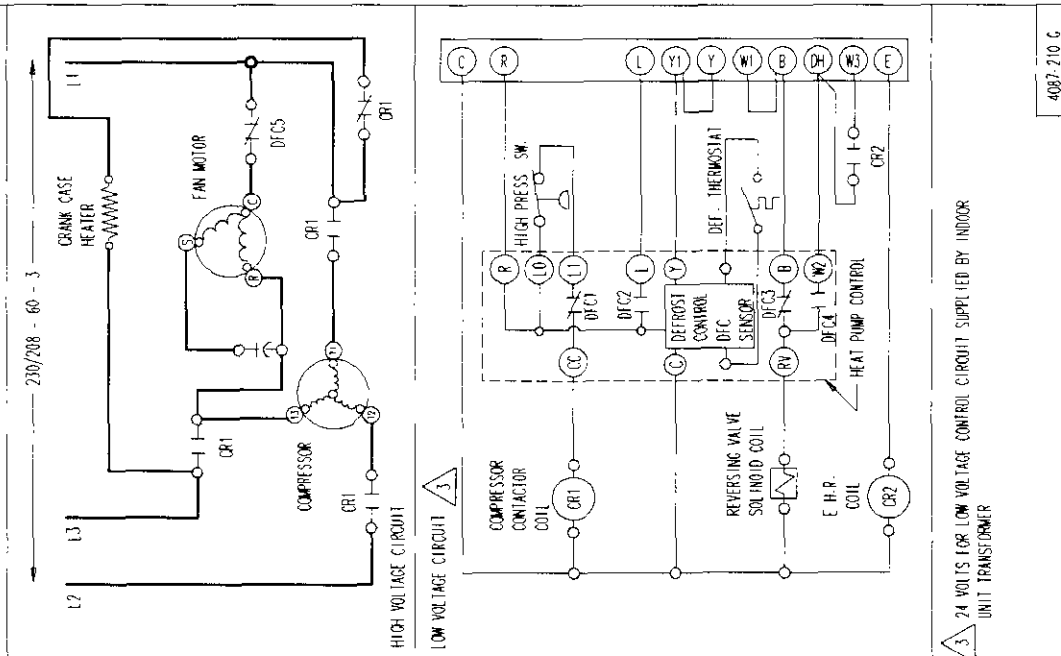 230/208 - 60 - 3
L1
L3
L2
CRANK CASE
HEATER
FAN MOTOR
S
R
C
DFC5
CR1
CR1
CR1
CR1
COMPRESSOR
T1
T3
T2
HIGH VOLTAGE CIRCUIT
LOW VOLTAGE CIRCUIT
3
C
R
L
Y1
Y
W1
B
DH
W3
E
HIGH PRESS SW.
DEF. THERMOSTAT
CR2
R
LO
L1
L
Y
B
W2
DFC1
DFC2
DEFROST
CONTROL
DFC
SENSOR
DFC3
DFC4
CC
C
RV
HEAT PUMP CONTROL
COMPRESSOR
CONTACTOR
COIL
CR1
REVERSING VALVE
SOLINOID COIL
E.H.R.
COIL
CR2
3
24 VOLTS FOR LOW VOLTAGE CONTROL CIRCUIT SUPPLIED BY INDOOR
UNIT TRANSFORMER
4087-210 C